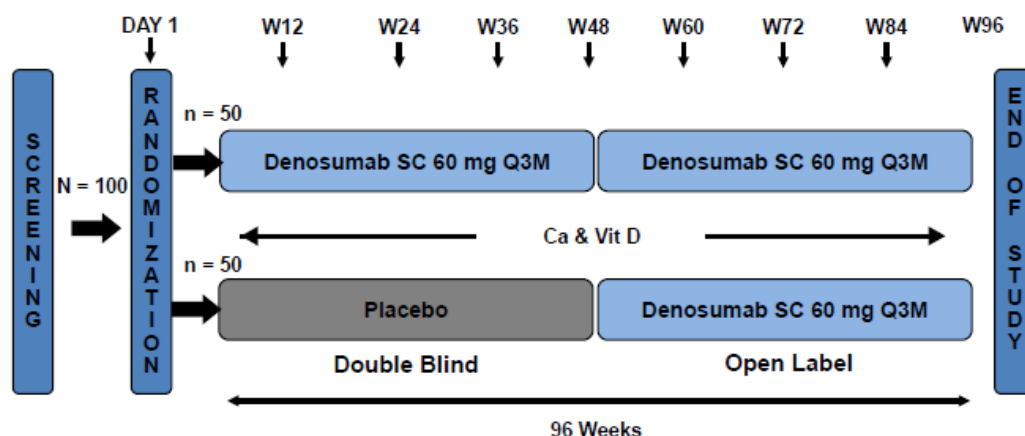 DAY 1 W12 W24 W36 W48 W60 W72 W84 W96
SCREENING
N = 100
RANDOMIZATION
n = 50
Denosumab SC 60 mg Q3M Denosumab SC 60 mg Q3M
Ca & Vit D
n = 50
Placebo Denosumab SC 60 mg Q3M
Double Blind Open Label
96 Weeks
END OF STUDY